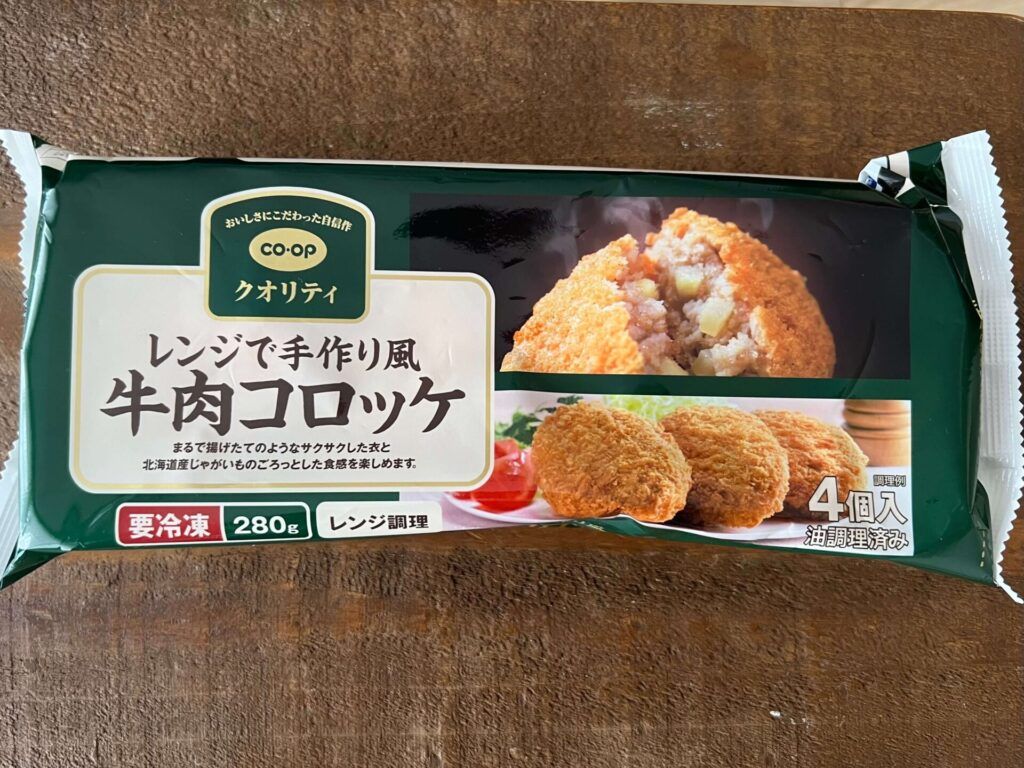 おいしさにこだわった自信作
CO・OP
クオリティ
レンジで手作り風
牛肉コロッケ
まるで揚げたてのようなサクサクした衣と
北海道産じゃがいものごろっとした食感を楽しめます。
要冷凍
280g
レンジ調理
調理例
4個入
油調理済み